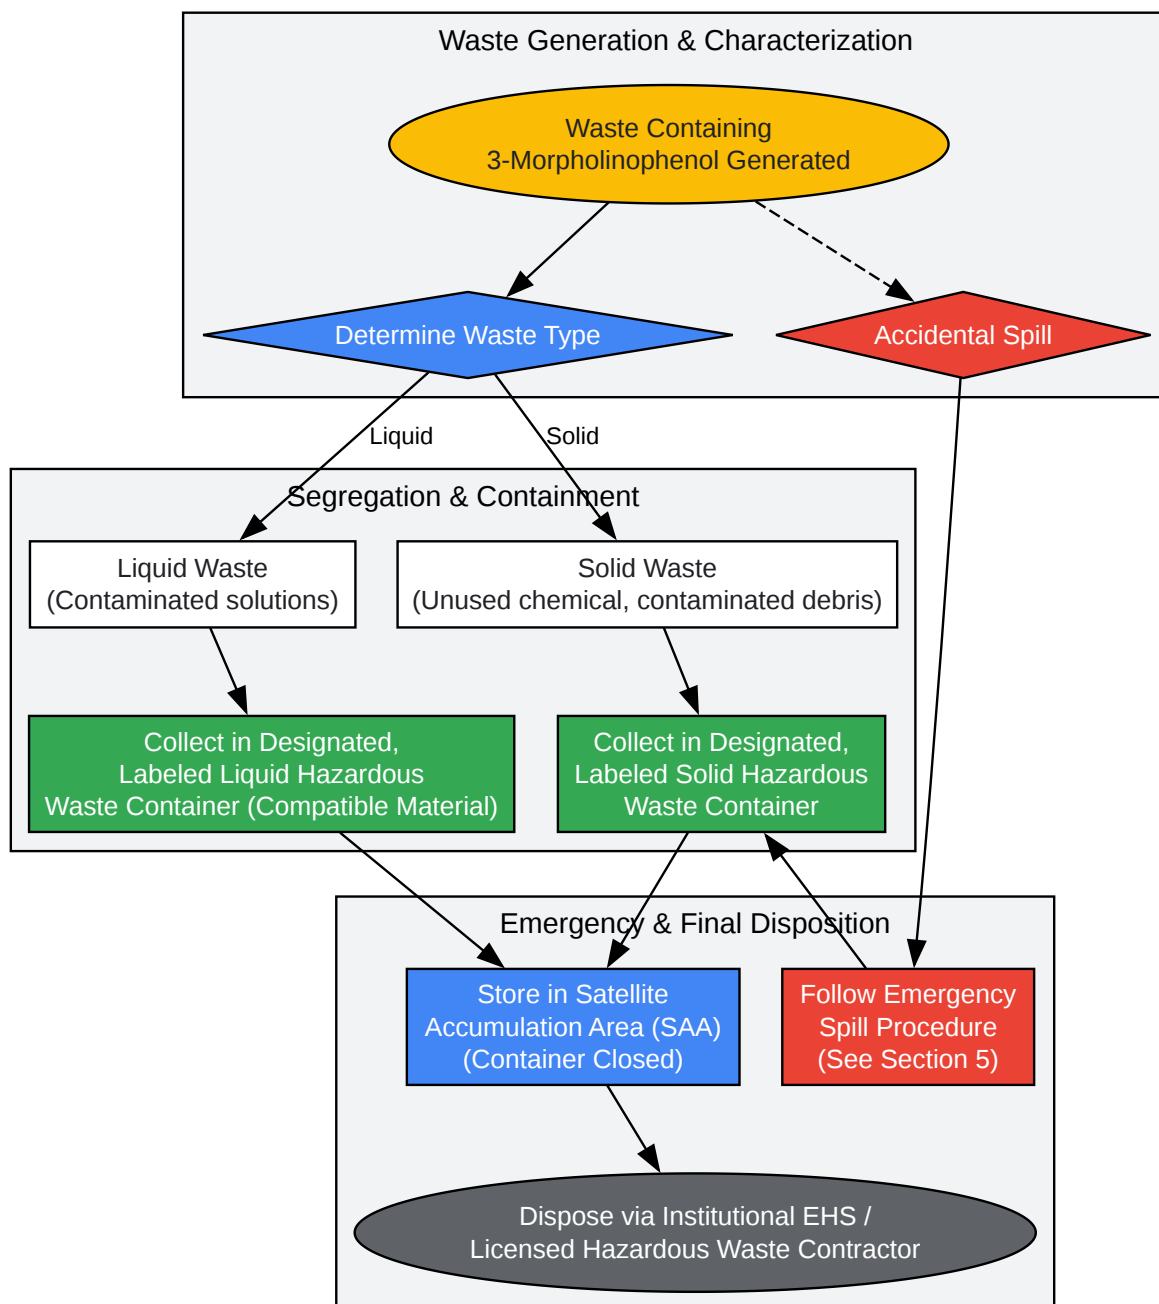 Waste Generation & Characterization
Waste Containing
3-Morpholinophenol Generated
Determine Waste Type
Accidental Spill
Liquid
Solid
Segregation & Containment
Liquid Waste
(Contaminated solutions)
Solid Waste
(Unused chemical, contaminated debris)
Collect in Designated,
Labeled Liquid Hazardous
Waste Container (Compatible Material)
Collect in Designated,
Labeled Solid Hazardous
Waste Container
Emergency & Final Disposition
Store in Satellite
Accumulation Area (SAA)
(Container Closed)
Follow Emergency
Spill Procedure
(See Section 5)
Dispose via Institutional EHS /
Licensed Hazardous Waste Contractor